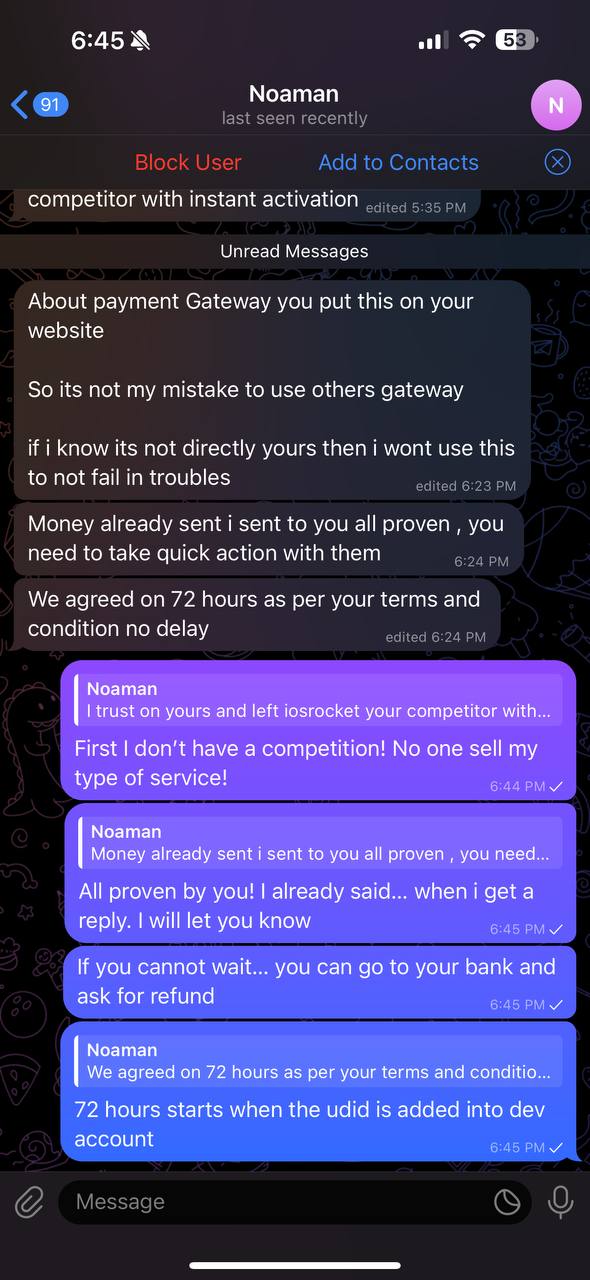 6:45
53
91
Noaman
last seen recently
N
Block User
Add to Contacts
competitor with instant activation
edited 5:35 PM
Unread Messages
About payment Gateway you put this on your
website
So its not my mistake to use others gateway
if i know its not directly yours then i wont use this
to not fail in troubles
edited 6:23 PM
Money already sent i sent to you all proven , you
need to take quick action with them
6:24 PM
We agreed on 72 hours as per your terms and
condition no delay
edited 6:24 PM
Noaman
I trust on yours and left iosrocket your competitor with...
First I don’t have a competition! No one sell my
type of service!
6:44 PM
Noaman
Money already sent i sent to you all proven , you need...
All proven by you! I already said... when i get a
reply. I will let you know
6:45 PM
If you cannot wait... you can go to your bank and
ask for refund
6:45 PM
Noaman
We agreed on 72 hours as per your terms and conditio...
72 hours starts when the udid is added into dev
account
6:45 PM
Message